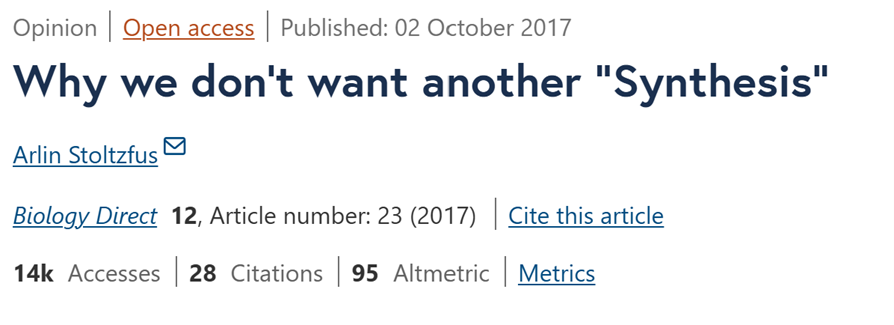 Opinion | Open access | Published: 02 October 2017
Why we don't want another "Synthesis"
Arlin Stoltzfus
Biology Direct 12, Article number: 23 (2017) | Cite this article
14k Accesses | 28 Citations | 95 Altmetric | Metrics